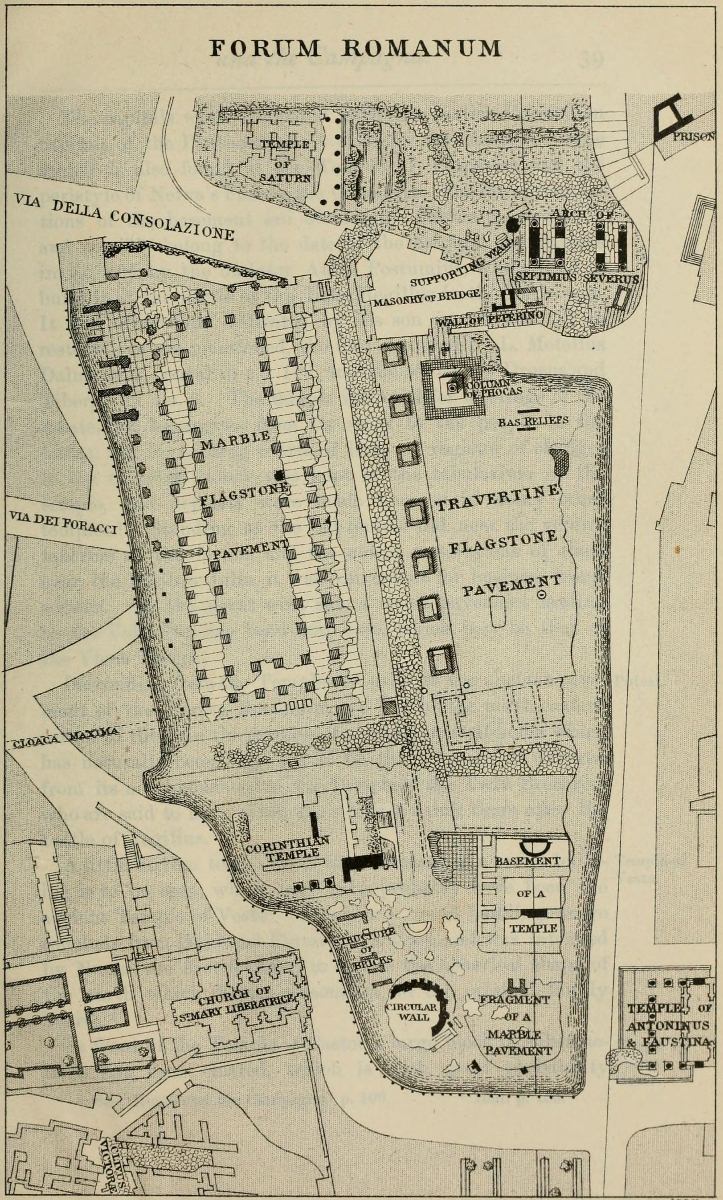 FORUM ROMANUM
PRISON
TEMPLE
OF
SATURN
VIA DELLA CONSOLAZIONE
ARCH OF
SEPTIMIUS SEVERUS
SUPPORTING WALL
MASONRY OF BRIDGE
WALL OF PEPERINO
COLUMN
OF PHOCAS
BAS RELIEFS
MARBLE
FLAGSTONE
PAVEMENT
TRAVERTINE
FLAGSTONE
PAVEMENT
VIA DEI FORACCI
CLOACA MAXIMA
CORINTHIAN
TEMPLE
BASEMENT
OF A
TEMPLE
STRUCTURE
OF
BRICKS
CIRCULAR
WALL
FRAGMENT
OF A
MARBLE
PAVEMENT
CHURCH OF
ST MARY LIBERATRICE
TEMPLE OF
ANTONINUS
& FAUSTINA
CLIVUS
VICTORÆ